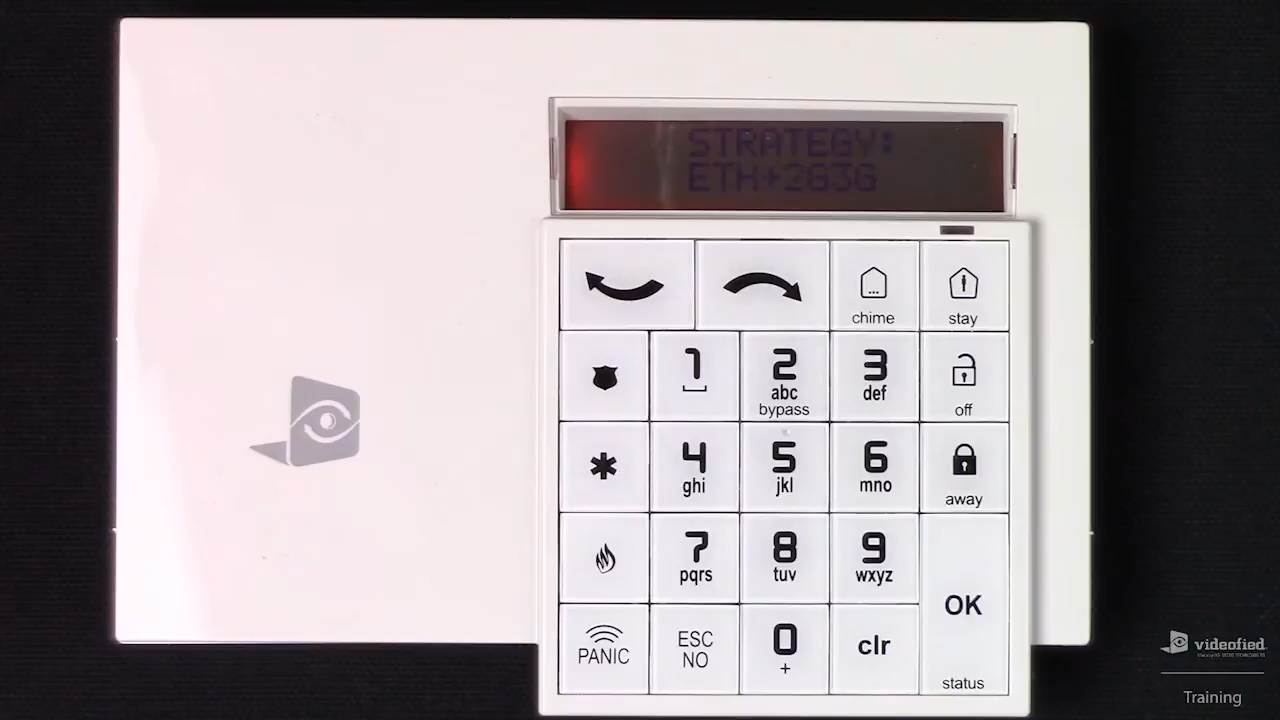 STRATEGY:
ETH+2G3G
chime
stay
1
2
abc
bypass
3
def
off
4
ghi
5
jkl
6
mno
away
7
pqrs
8
tuv
9
wxyz
OK
PANIC
ESC
NO
0
+
clr
status
videofied
Training